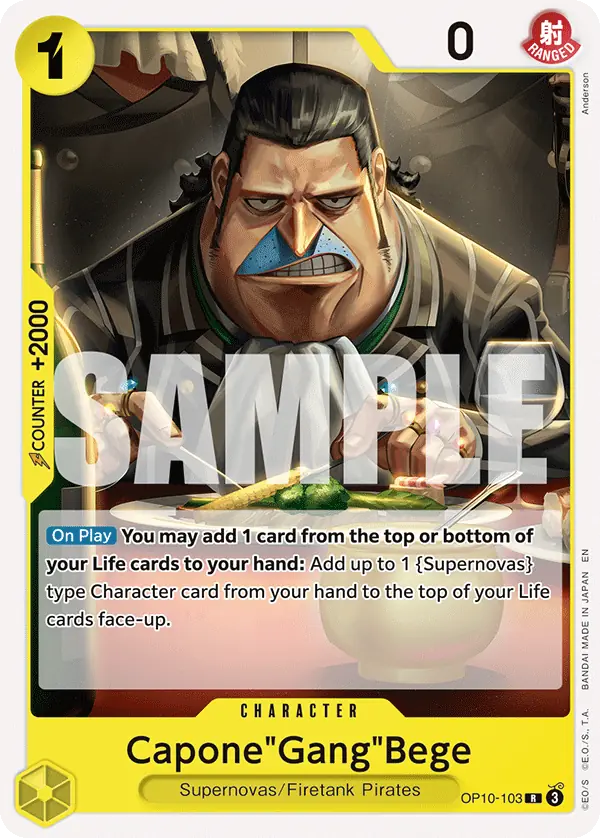 1
0
射
RANGED
Anderson
COUNTER +2000
SAMPLE
On Play You may add 1 card from the top or bottom of
your Life cards to your hand: Add up to 1 {Supernovas}
type Character card from your hand to the top of your Life
cards face-up.
CHARACTER
Capone"Gang"Bege
Supernovas/Firetank Pirates
OP10-103 R 3
©EO/S ©E.O./S., T.A. BANDAI MADE IN JAPAN EN